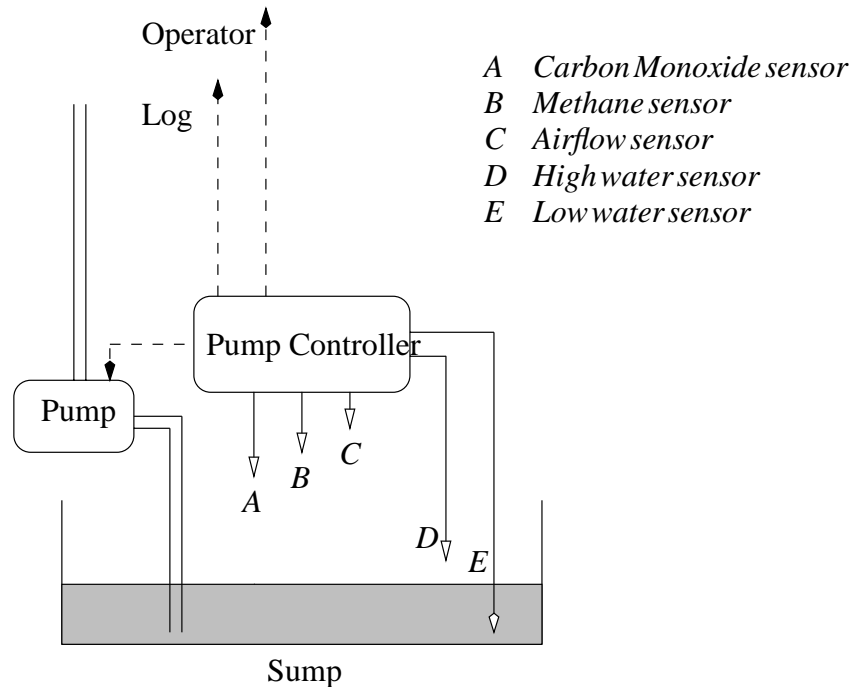 Operator
Log
A Carbon Monoxide sensor
B Methane sensor
C Airflow sensor
D High water sensor
E Low water sensor
Pump Controller
Pump
A
B
C
D
E
Sump